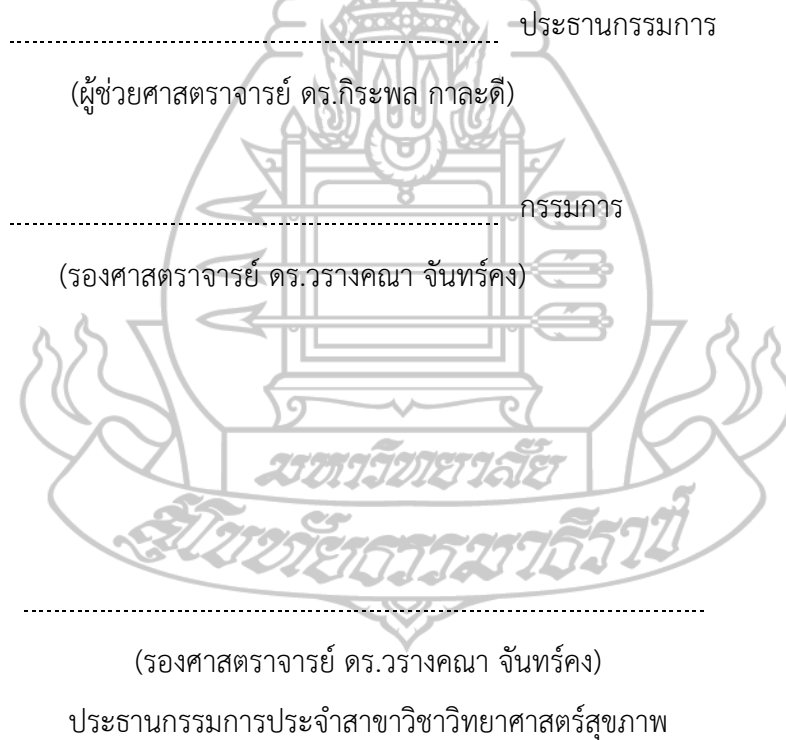 ประธานกรรมการ
(ผู้ช่วยศาสตราจารย์ ดร.กิระพล กาละดี)
กรรมการ
(รองศาสตราจารย์ ดร.วรางคณา จันทร์คง)
มหาวิทยาลัย
สุโขทัยธรรมาธิราช
(รองศาสตราจารย์ ดร.วรางคณา จันทร์คง)
ประธานกรรมการประจำสาขาวิชาวิทยาศาสตร์สุขภาพ